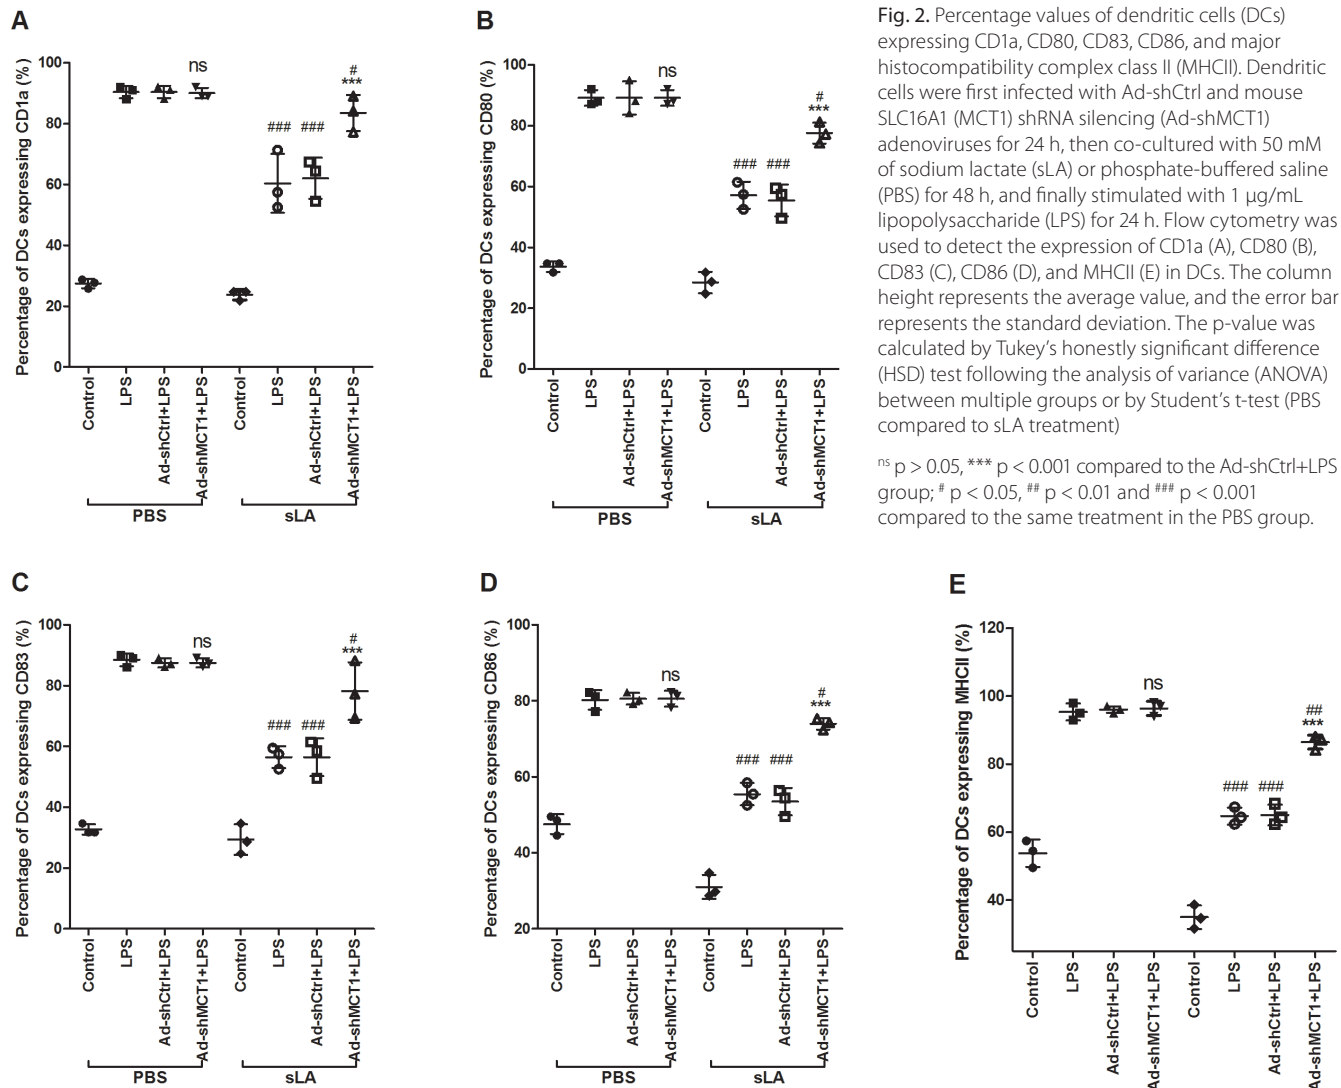 A
Percentage of DCs expressing CD1a (%)
100
80
60
40
20
0
ns
###
###
#
***
Control
LPS
Ad-shCtrl+LPS
Ad-shMCT1+LPS
Control
LPS
Ad-shCtrl+LPS
Ad-shMCT1+LPS
PBS
sLA
B
Percentage of DCs expressing CD80 (%)
100
80
60
40
20
0
ns
###
###
#
***
Control
LPS
Ad-shCtrl+LPS
Ad-shMCT1+LPS
Control
LPS
Ad-shCtrl+LPS
Ad-shMCT1+LPS
PBS
sLA
Fig. 2. Percentage values of dendritic cells (DCs)
expressing CD1a, CD80, CD83, CD86, and major
histocompatibility complex class II (MHCII). Dendritic
cells were first infected with Ad-shCtrl and mouse
SLC16A1 (MCT1) shRNA silencing (Ad-shMCT1)
adenoviruses for 24 h, then co-cultured with 50 mM
of sodium lactate (sLA) or phosphate-buffered saline
(PBS) for 48 h, and finally stimulated with 1 µg/mL
lipopolysaccharide (LPS) for 24 h. Flow cytometry was
used to detect the expression of CD1a (A), CD80 (B),
CD83 (C), CD86 (D), and MHCII (E) in DCs. The column
height represents the average value, and the error bar
represents the standard deviation. The p-value was
calculated by Tukey's honestly significant difference
(HSD) test following the analysis of variance (ANOVA)
between multiple groups or by Student's t-test (PBS
compared to sLA treatment)
ns p > 0.05, *** p < 0.001 compared to the Ad-shCtrl+LPS
group; # p < 0.05, ## p < 0.01 and ### p < 0.001
compared to the same treatment in the PBS group.
C
Percentage of DCs expressing CD83 (%)
100
80
60
40
20
0
ns
###
###
#
***
Control
LPS
Ad-shCtrl+LPS
Ad-shMCT1+LPS
Control
LPS
Ad-shCtrl+LPS
Ad-shMCT1+LPS
PBS
sLA
D
Percentage of DCs expressing CD86 (%)
100
80
60
40
20
ns
###
###
#
***
Control
LPS
Ad-shCtrl+LPS
Ad-shMCT1+LPS
Control
LPS
Ad-shCtrl+LPS
Ad-shMCT1+LPS
PBS
sLA
E
Percentage of DCs expressing MHCII (%)
120
100
80
60
40
ns
###
###
##
***
Control
LPS
Ad-shCtrl+LPS
Ad-shMCT1+LPS
Control
LPS
Ad-shCtrl+LPS
Ad-shMCT1+LPS